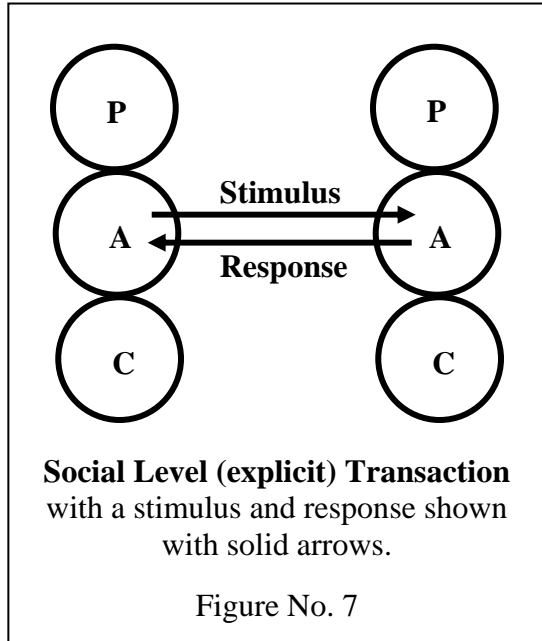 P P
Stimulus
A A
Response
C C
Social Level (explicit) Transaction
with a stimulus and response shown
with solid arrows.
Figure No. 7